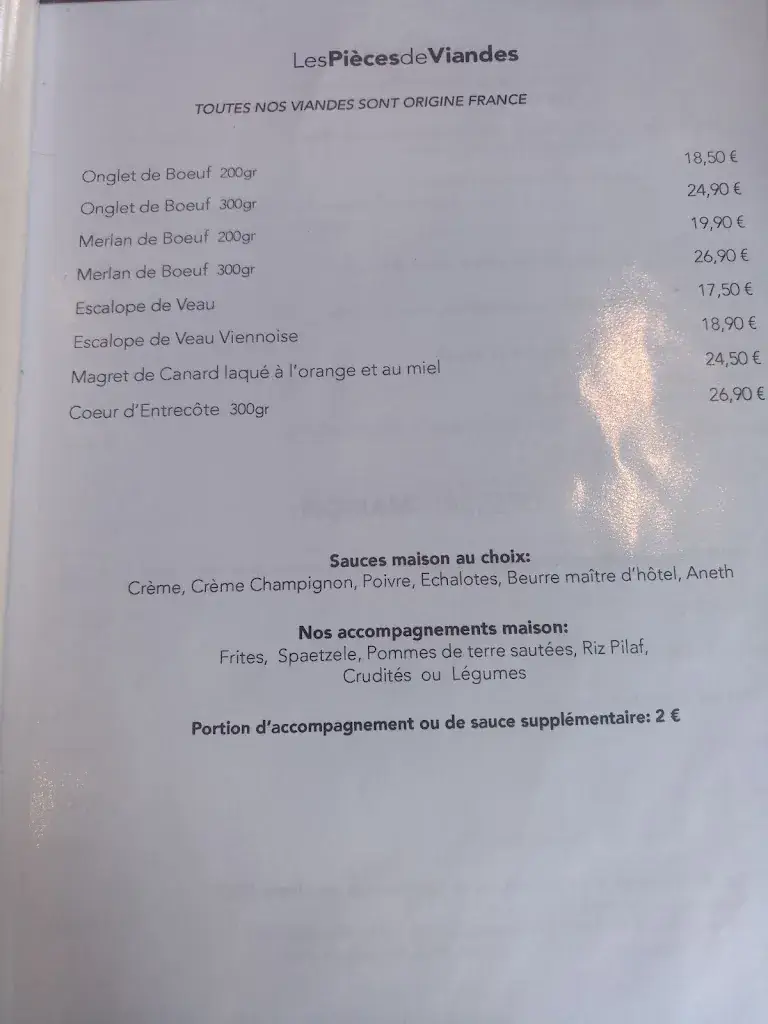 LesPiècesdeViandes
TOUTES NOS VIANDES SONT ORIGINE FRANCE
Onglet de Boeuf 200gr 18,50 €
Onglet de Boeuf 300gr 24,90 €
Merlan de Boeuf 200gr 19,90 €
Merlan de Boeuf 300gr 26,90 €
Escalope de Veau 17,50 €
Escalope de Veau Viennoise 18,90 €
Magret de Canard laqué à l'orange et au miel 24,50 €
Coeur d'Entrecôte 300gr 26,90 €
Sauces maison au choix:
Crème, Crème Champignon, Poivre, Echalotes, Beurre maître d'hôtel, Aneth
Nos accompagnements maison:
Frites, Spaetzele, Pommes de terre sautées, Riz Pilaf,
Crudités ou Légumes
Portion d'accompagnement ou de sauce supplémentaire: 2 €